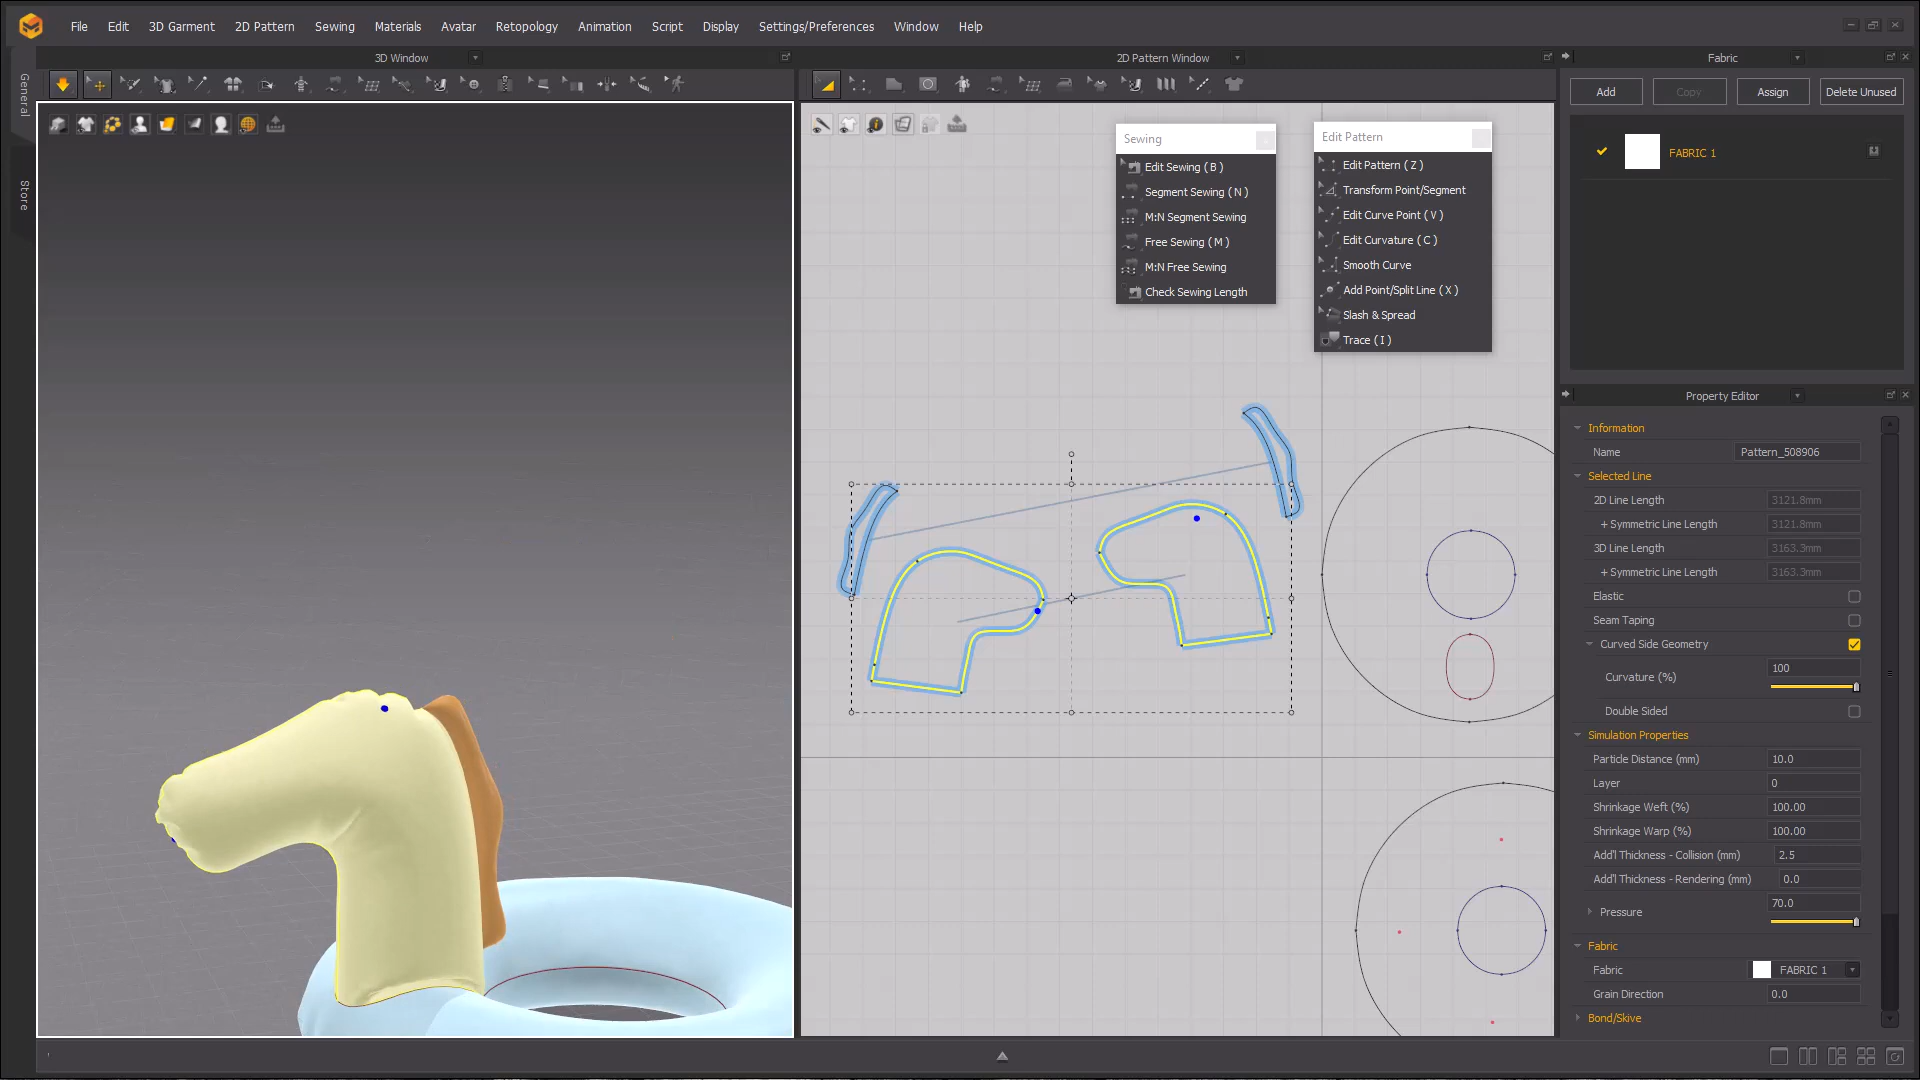 File Edit 3D Garment 2D Pattern Sewing Materials Avatar Retopology Animation Script Display Settings/Preferences Window Help
3D Window
2D Pattern Window
Fabric
General
Store
Add Copy Assign Delete Unused
FABRIC 1
Sewing
Edit Sewing ( B )
Segment Sewing ( N )
M:N Segment Sewing
Free Sewing ( M )
M:N Free Sewing
Check Sewing Length
Edit Pattern
Edit Pattern ( Z )
Transform Point/Segment
Edit Curve Point ( V )
Edit Curvature ( C )
Smooth Curve
Add Point/Split Line ( X )
Slash & Spread
Trace ( I )
Property Editor
Information
Name Pattern_508906
Selected Line
2D Line Length 3121.8mm
+ Symmetric Line Length 3121.8mm
3D Line Length 3163.3mm
+ Symmetric Line Length 3163.3mm
Elastic
Seam Taping
Curved Side Geometry
Curvature (%) 100
Double Sided
Simulation Properties
Particle Distance (mm) 10.0
Layer 0
Shrinkage Weft (%) 100.00
Shrinkage Warp (%) 100.00
Add'l Thickness - Collision (mm) 2.5
Add'l Thickness - Rendering (mm) 0.0
Pressure 70.0
Fabric
Fabric FABRIC 1
Grain Direction 0.0
Bond/Skive